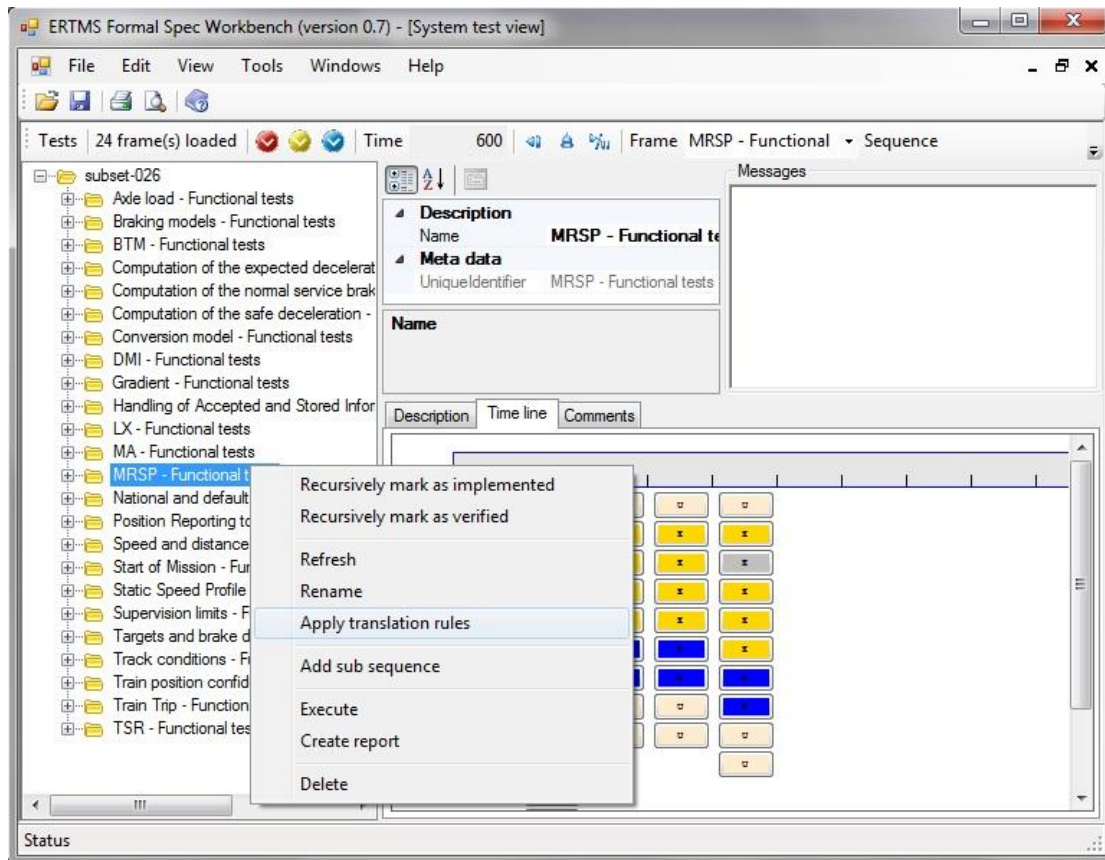 ERTMS Formal Spec Workbench (version 0.7) - [System test view]
File Edit View Tools Windows Help
Tests 24 frame(s) loaded Time 600 Frame MRSP - Functional Sequence
subset-026
Axle load - Functional tests
Braking models - Functional tests
BTM - Functional tests
Computation of the expected decelerat
Computation of the normal service brak
Computation of the safe deceleration -
Conversion model - Functional tests
DMI - Functional tests
Gradient - Functional tests
Handling of Accepted and Stored Infor
LX - Functional tests
MA - Functional tests
MRSP - Functional t
National and default
Position Reporting to
Speed and distance
Start of Mission - Fun
Static Speed Profile
Supervision limits - F
Targets and brake d
Track conditions - F
Train position confid
Train Trip - Function
TSR - Functional tes
Description
Name MRSP - Functional te
Meta data
UniqueIdentifier MRSP - Functional tests
Name
Messages
Description Time line Comments
Recursively mark as implemented
Recursively mark as verified
Refresh
Rename
Apply translation rules
Add sub sequence
Execute
Create report
Delete
Status